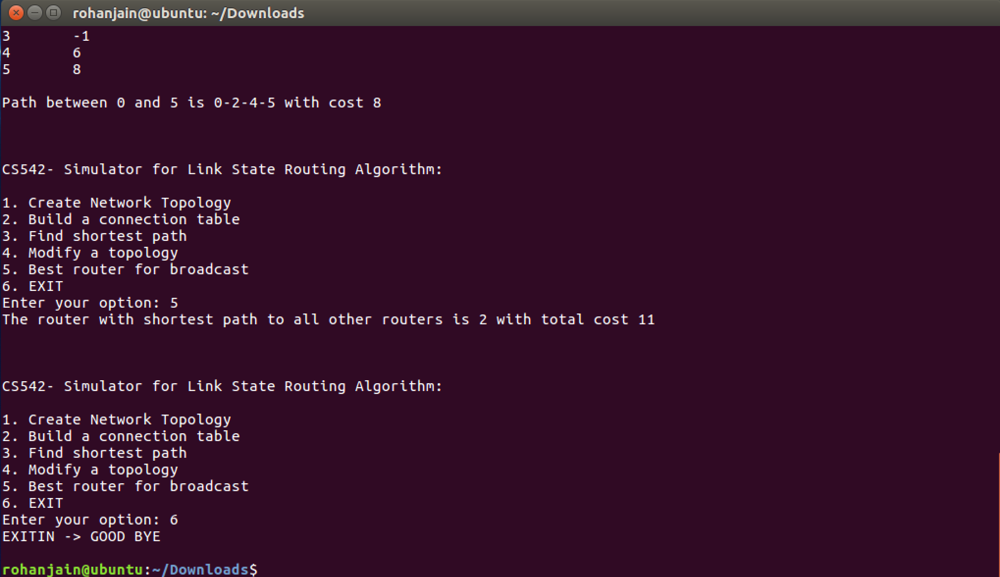 rohanjain@ubuntu: ~/Downloads
3 -1
4 6
5 8
Path between 0 and 5 is 0-2-4-5 with cost 8
CS542- Simulator for Link State Routing Algorithm:
1. Create Network Topology
2. Build a connection table
3. Find shortest path
4. Modify a topology
5. Best router for broadcast
6. EXIT
Enter your option: 5
The router with shortest path to all other routers is 2 with total cost 11
CS542- Simulator for Link State Routing Algorithm:
1. Create Network Topology
2. Build a connection table
3. Find shortest path
4. Modify a topology
5. Best router for broadcast
6. EXIT
Enter your option: 6
EXITIN -> GOOD BYE
rohanjain@ubuntu:~/Downloads$